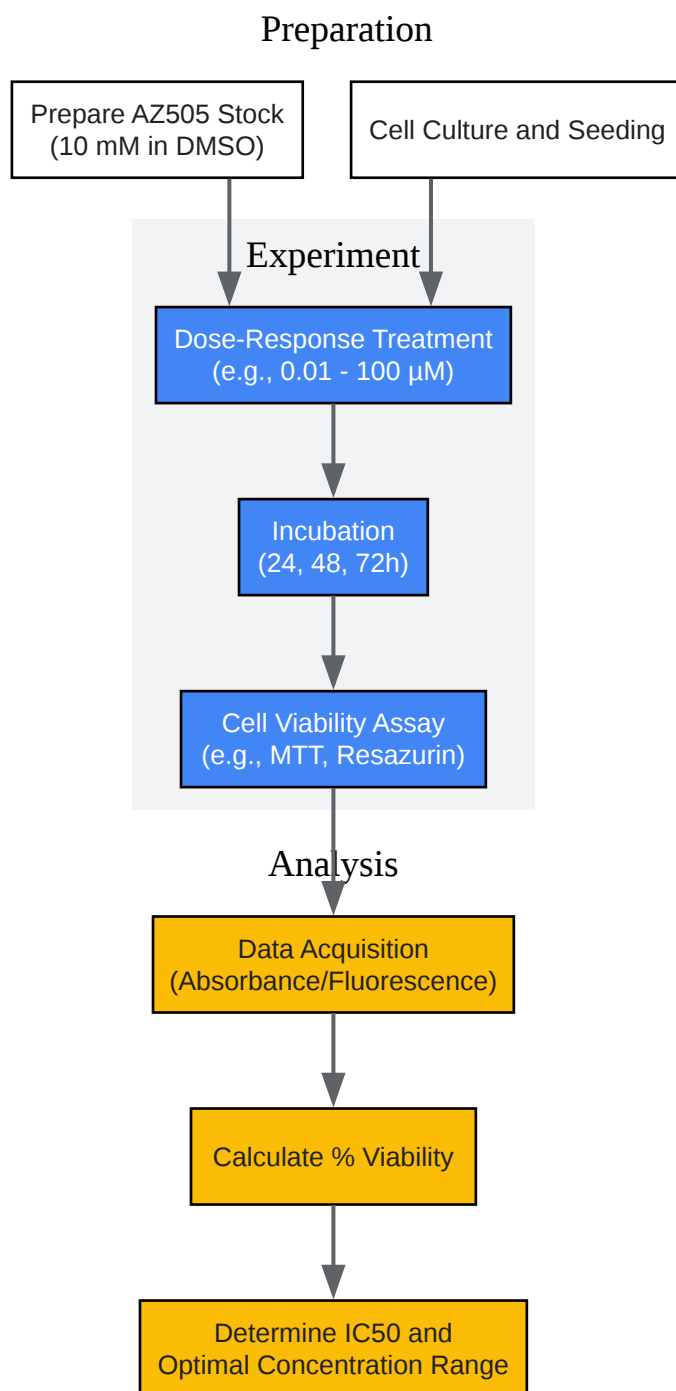 Preparation
Prepare AZ505 Stock
(10 mM in DMSO)
Cell Culture and Seeding
Experiment
Dose-Response Treatment
(e.g., 0.01 - 100 µM)
Incubation
(24, 48, 72h)
Cell Viability Assay
(e.g., MTT, Resazurin)
Analysis
Data Acquisition
(Absorbance/Fluorescence)
Calculate % Viability
Determine IC50 and
Optimal Concentration Range